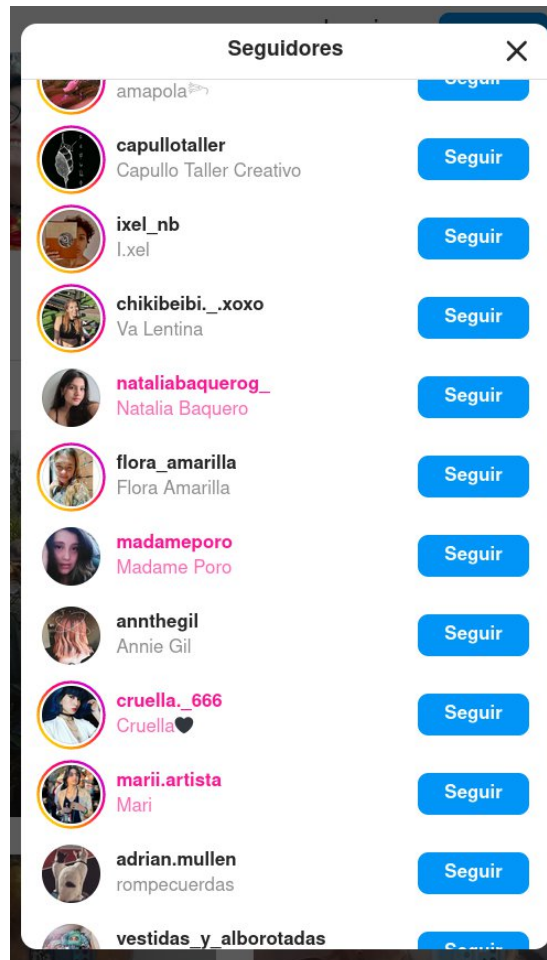 Seguidores
amapola
Seguir
capullotaller
Capullo Taller Creativo
Seguir
ixel_nb
I.xel
Seguir
chikibeibi._.xoxo
Va Lentina
Seguir
nataliabaquerog_
Natalia Baquero
Seguir
flora_amarilla
Flora Amarilla
Seguir
madameporo
Madame Poro
Seguir
annthegil
Annie Gil
Seguir
cruella._666
Cruella🖤
Seguir
marii.artista
Mari
Seguir
adrian.mullen
rompecuerdas
Seguir
vestidas_y_alborotadas
Seguir